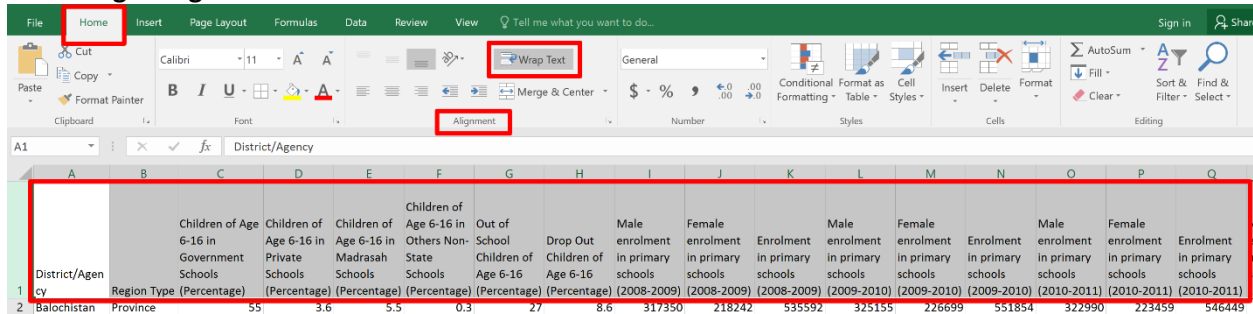 File Home Insert Page Layout Formulas Data Review View Tell me what you want to do... Sign in Shar
Cut
Copy
Format Painter
Paste
Clipboard
Calibri 11 A A
B I U A
Font
Wrap Text
Merge & Center
Alignment
General
$ % , .0 .00 .00 .0
Number
Conditional Formatting
Format as Table
Cell Styles
Styles
Insert Delete Format
Cells
AutoSum
Fill
Clear
Sort & Filter
Find & Select
Editing
A1 fx District/Agency
A B C D E F G H I J K L M N O P Q
1
District/Agen
cy
Region Type
Children of Age
6-16 in
Government
Schools
(Percentage)
Children of
Age 6-16 in
Private
Schools
(Percentage)
Children of
Age 6-16 in
Madrasah
Schools
(Percentage)
Children of
Age 6-16 in
Others Non-
State
Schools
(Percentage)
Out of
School
Children of
Age 6-16
(Percentage)
Drop Out
Children of
Age 6-16
(Percentage)
Male
enrolment
in primary
schools
(2008-2009)
Female
enrolment
in primary
schools
(2008-2009)
Enrolment
in primary
schools
(2008-2009)
Male
enrolment
in primary
schools
(2009-2010)
Female
enrolment
in primary
schools
(2009-2010)
Enrolment
in primary
schools
(2009-2010)
Male
enrolment
in primary
schools
(2010-2011)
Female
enrolment
in primary
schools
(2010-2011)
Enrolment
in primary
schools
(2010-2011)
2 Balochistan Province 55 3.6 5.5 0.3 27 8.6 317350 218242 535592 325155 226699 551854 322990 223459 546449